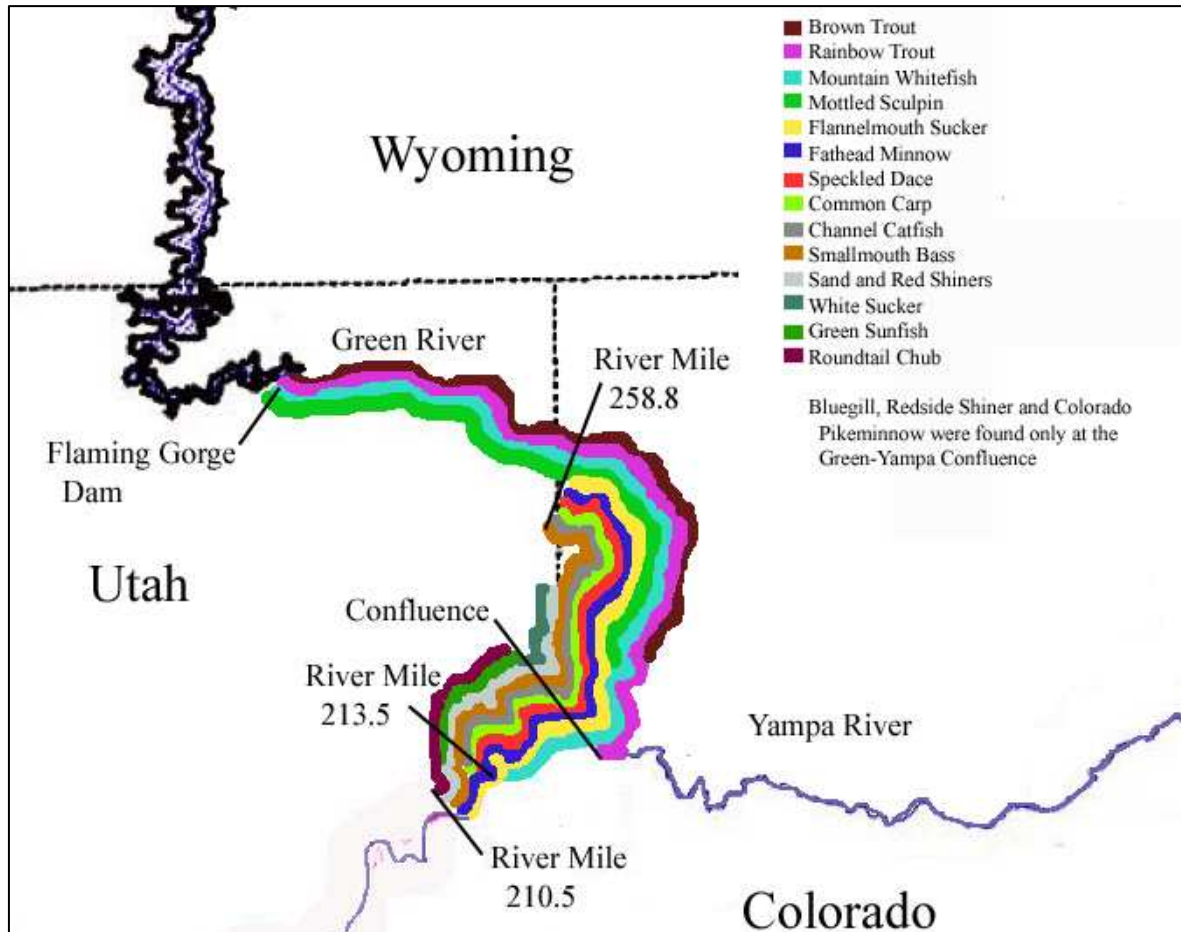 Brown Trout
Rainbow Trout
Mountain Whitefish
Mottled Sculpin
Flannelmouth Sucker
Fathead Minnow
Speckled Dace
Common Carp
Channel Catfish
Smallmouth Bass
Sand and Red Shiners
White Sucker
Green Sunfish
Roundtail Chub
Bluegill, Redside Shiner and Colorado
Pikeminnow were found only at the
Green-Yampa Confluence
Wyoming
Green River
River Mile
258.8
Flaming Gorge
Dam
Utah
Confluence
River Mile
213.5
Yampa River
River Mile
210.5
Colorado